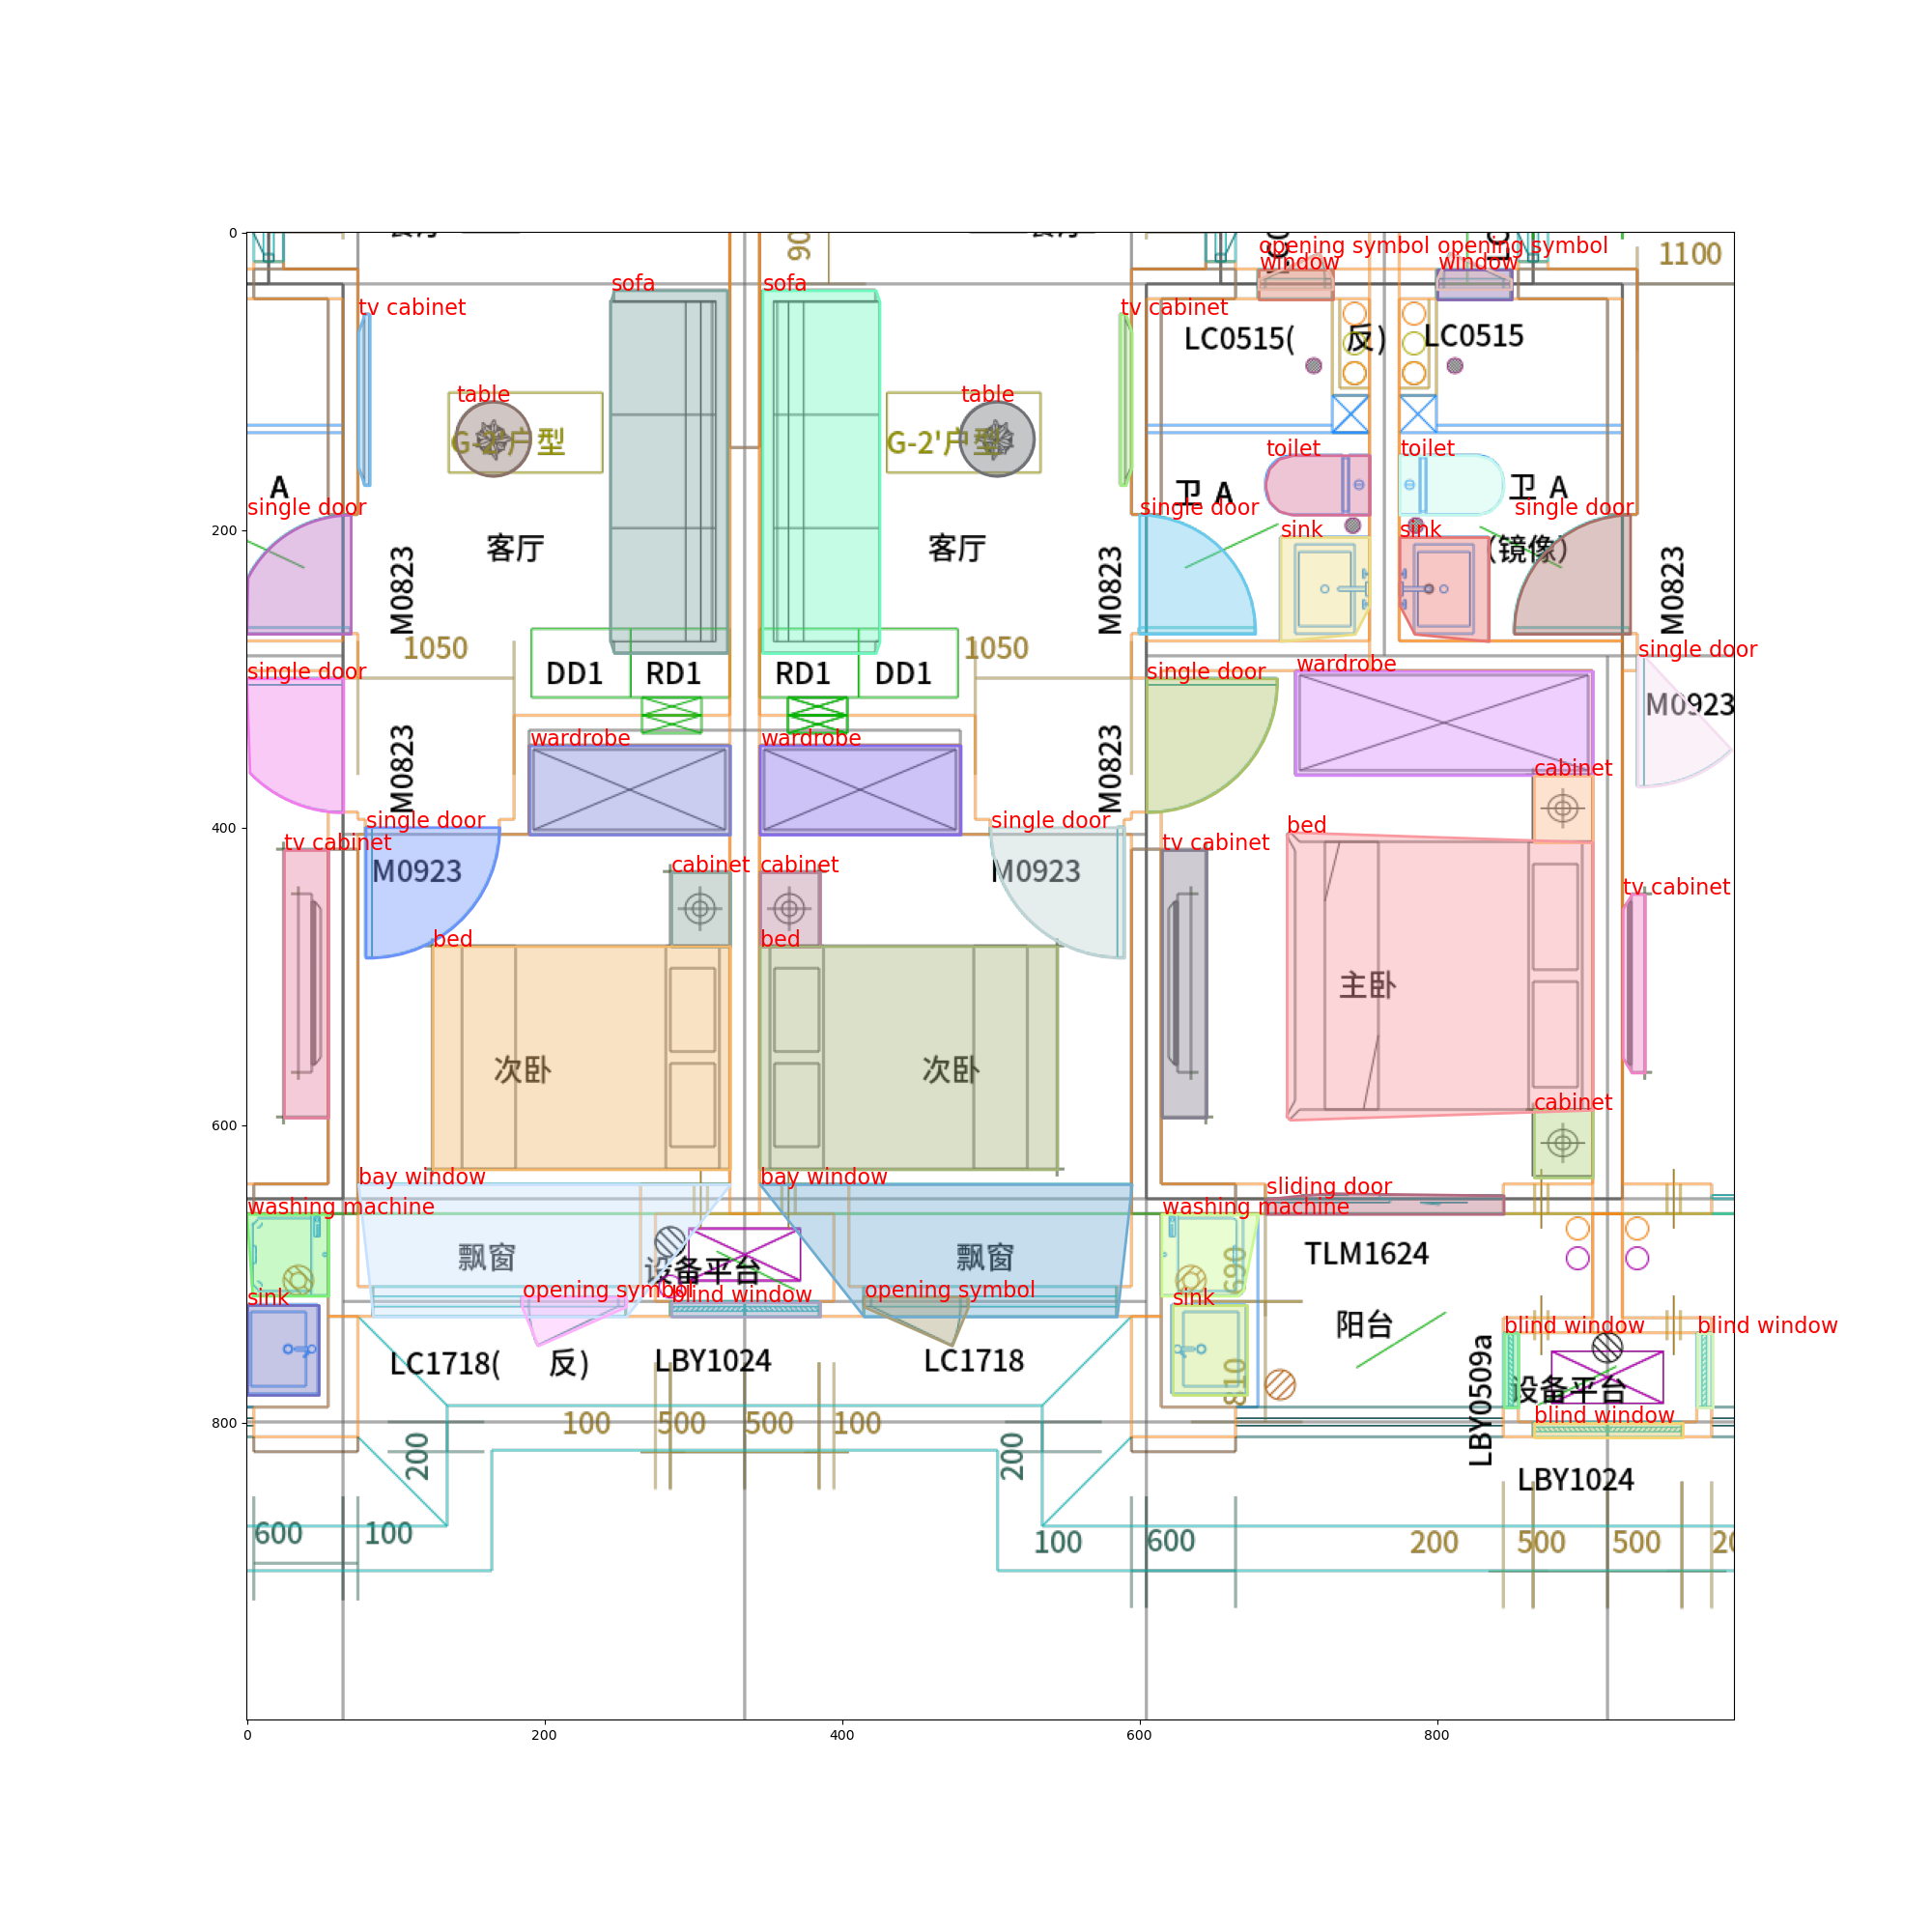 0
90
opening symbol opening symbol
window
window
1100
sofa
sofa
tv cabinet
tv cabinet
LC0515(
反)
LC0515
table
table
G-2'户型
G-2'户型
toilet
toilet
A
卫 A
卫 A
single door
single door
single door
200
客厅
客厅
sink
sink
(镜像)
M0823
M0823
M0823
1050
1050
DD1
RD1
RD1
DD1
single door
single door
wardrobe
single door
M0923
M0823
M0823
wardrobe
wardrobe
cabinet
400
single door
single door
bed
tv cabinet
tv cabinet
M0923
M0923
cabinet
cabinet
tv cabinet
bed
bed
主卧
次卧
次卧
cabinet
600
bay window
bay window
sliding door
washing machine
washing machine
飘窗
飘窗
设备平台
TLM1624
690
opening symbol
blind window
opening symbol
sink
sink
阳台
blind window
blind window
LC1718(
反)
LBY1024
LC1718
810
设备平台
LBY0509a
800
100
500
500
100
blind window
200
200
LBY1024
600
100
100
600
200
500
500
0
200
400
600
800